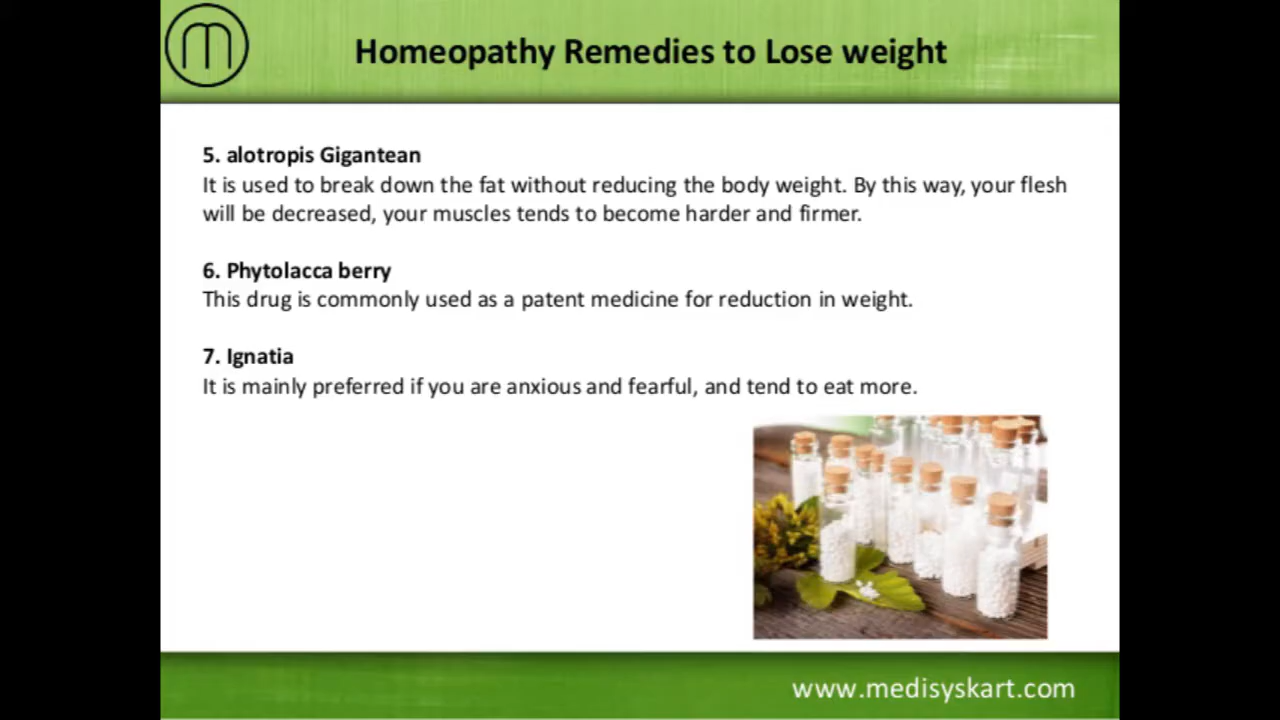 m
Homeopathy Remedies to Lose weight
5. alotropis Gigantean
It is used to break down the fat without reducing the body weight. By this way, your flesh
will be decreased, your muscles tends to become harder and firmer.
6. Phytolacca berry
This drug is commonly used as a patent medicine for reduction in weight.
7. Ignatia
It is mainly preferred if you are anxious and fearful, and tend to eat more.
www.medisyskart.com